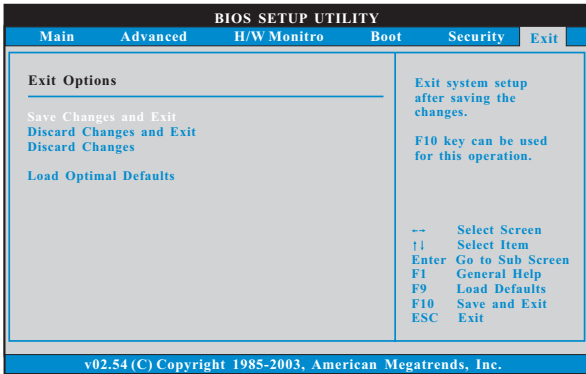 BIOS SETUP UTILITY
Main Advanced H/W Monitro Boot Security Exit
Exit Options
Save Changes and Exit
Discard Changes and Exit
Discard Changes
Load Optimal Defaults
Exit system setup
after saving the
changes.
F10 key can be used
for this operation.
←→ Select Screen
↑↓ Select Item
Enter Go to Sub Screen
F1 General Help
F9 Load Defaults
F10 Save and Exit
ESC Exit
v02.54 (C) Copyright 1985-2003, American Megatrends, Inc.